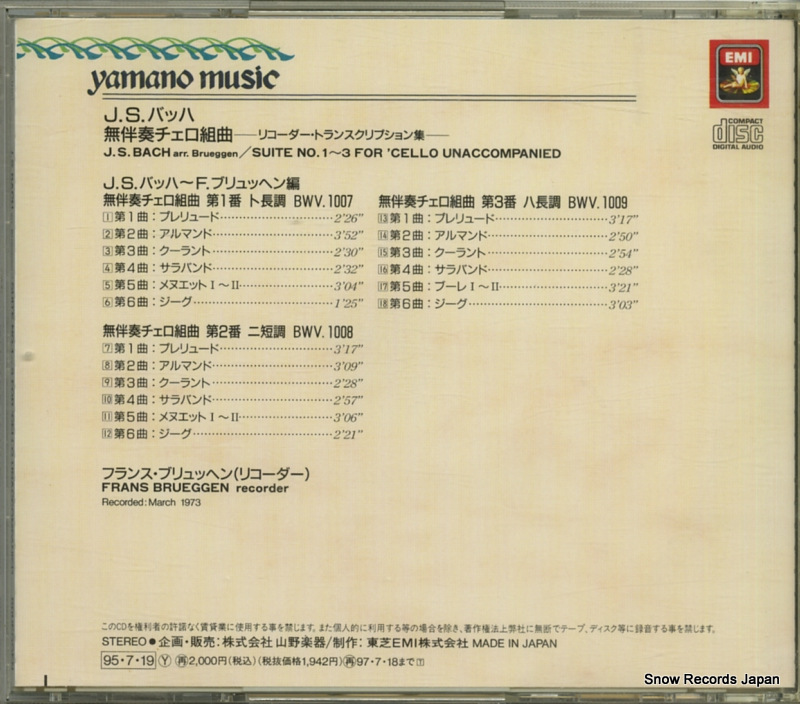 yamano music
EMI
COMPACT
disc
DIGITAL AUDIO
J.S.バッハ
無伴奏チェロ組曲──リコーダー・トランスクリプション集──
J.S.BACH arr. Brueggen／SUITE NO.1〜3 FOR 'CELLO UNACCOMPANIED
J.S.バッハ〜F.ブリュッヘン編
無伴奏チェロ組曲 第1番 ト長調 BWV.1007
1 第1曲：プレリュード……………………2'26"
2 第2曲：アルマンド……………………3'52"
3 第3曲：クーラント……………………2'30"
4 第4曲：サラバンド……………………2'32"
5 第5曲：メヌエットⅠ〜Ⅱ………………3'04"
6 第6曲：ジーグ…………………………1'25"
無伴奏チェロ組曲 第2番 ニ短調 BWV.1008
7 第1曲：プレリュード……………………3'17"
8 第2曲：アルマンド……………………3'09"
9 第3曲：クーラント……………………2'28"
10 第4曲：サラバンド……………………2'57"
11 第5曲：メヌエットⅠ〜Ⅱ………………3'06"
12 第6曲：ジーグ…………………………2'21"
無伴奏チェロ組曲 第3番 ハ長調 BWV.1009
13 第1曲：プレリュード……………………3'17"
14 第2曲：アルマンド……………………2'50"
15 第3曲：クーラント……………………2'54"
16 第4曲：サラバンド……………………2'28"
17 第5曲：ブーレⅠ〜Ⅱ…………………3'21"
18 第6曲：ジーグ…………………………3'03"
フランス・ブリュッヘン(リコーダー)
FRANS BRUEGGEN recorder
Recorded: March 1973
このCDを権利者の許諾なく賃貸業に使用する事を禁じます。また個人的に利用する等の場合を除き、著作権法上弊社に無断でテープ、ディスク等に録音する事を禁じます。
STEREO●企画・販売：株式会社 山野楽器/制作：東芝EMI株式会社 MADE IN JAPAN
95・7・19 Ⓨ 再2,000円(税込)(税抜価格1,942円)再97・7・18まで T
Snow Records Japan